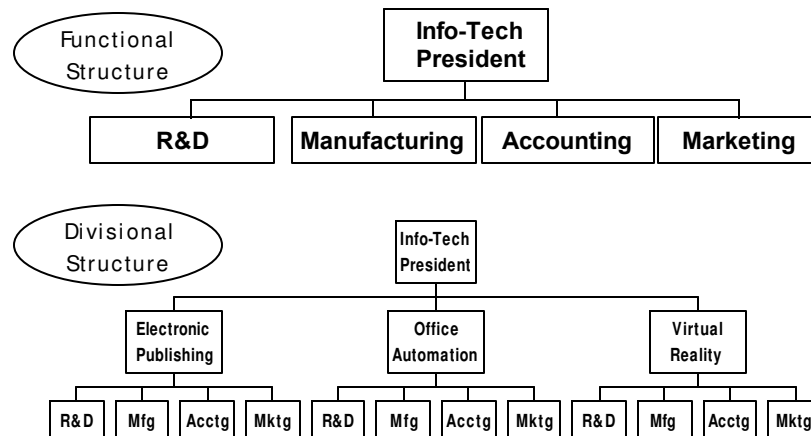 Functional
Structure
Info-Tech
President
R&D
Manufacturing
Accounting
Marketing
Divisional
Structure
Info-Tech
President
Electronic
Publishing
Office
Automation
Virtual
Reality
R&D
Mfg
Acctg
Mktg
R&D
Mfg
Acctg
Mktg
R&D
Mfg
Acctg
Mktg